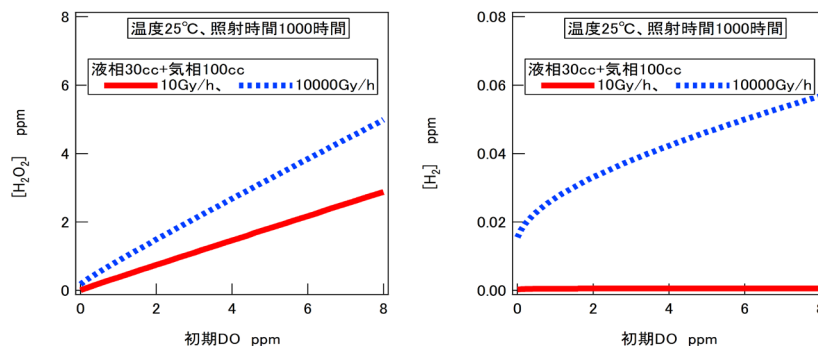 温度25℃、照射時間1000時間
液相30cc+気相100cc
10Gy/h、 10000Gy/h
[H2O2] ppm
8
6
4
2
0
0 2 4 6 8
初期DO ppm
温度25℃、照射時間1000時間
液相30cc+気相100cc
10Gy/h、 10000Gy/h
[H2] ppm
0.08
0.06
0.04
0.02
0.00
0 2 4 6 8
初期DO ppm